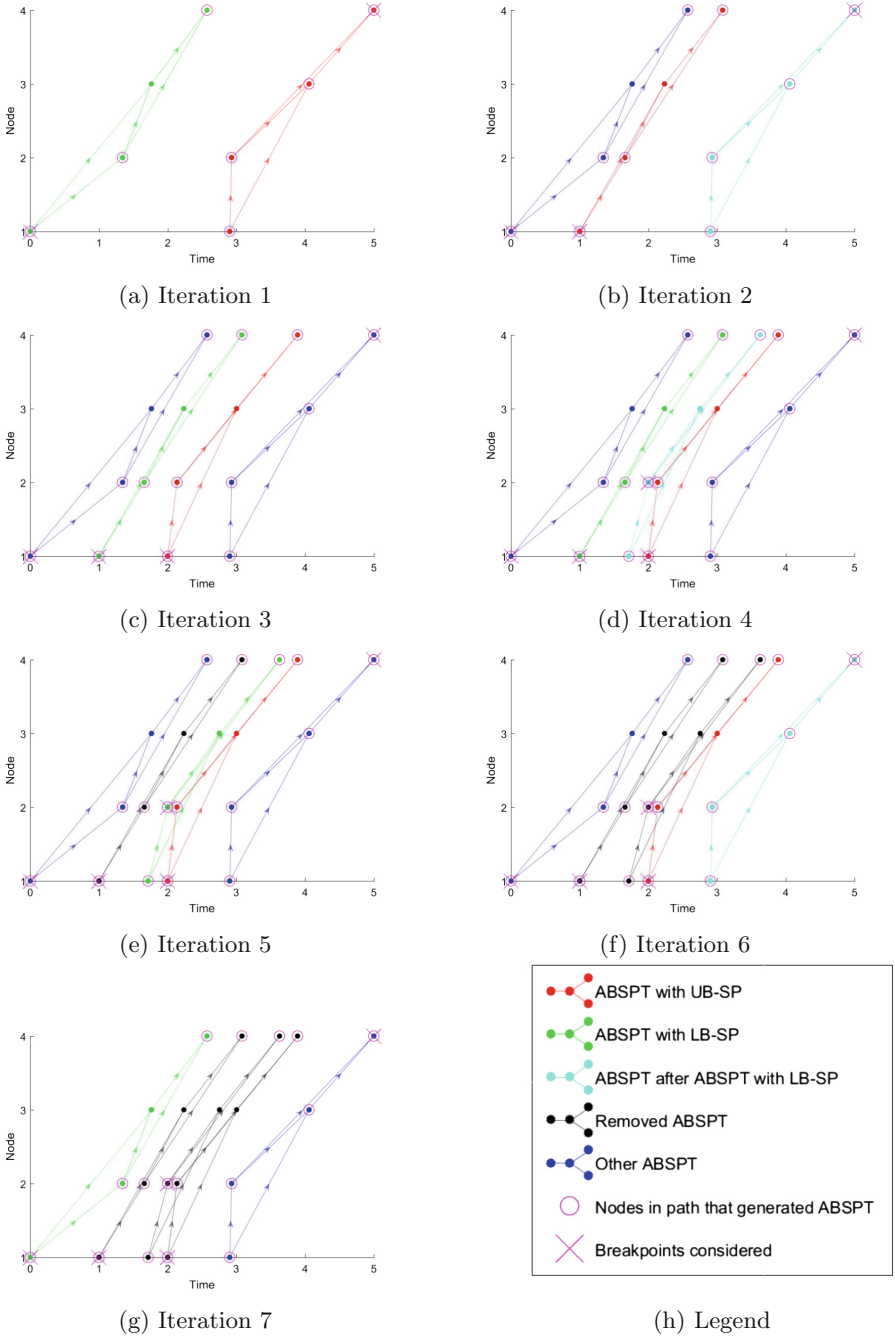 4
3
Node
2
1
0 1 2 3 4 5
Time
(a) Iteration 1
4
3
Node
2
1
0 1 2 3 4 5
Time
(b) Iteration 2
4
3
Node
2
1
0 1 2 3 4 5
Time
(c) Iteration 3
4
3
Node
2
1
0 1 2 3 4 5
Time
(d) Iteration 4
4
3
Node
2
1
0 1 2 3 4 5
Time
(e) Iteration 5
4
3
Node
2
1
0 1 2 3 4 5
Time
(f) Iteration 6
4
3
Node
2
1
0 1 2 3 4 5
Time
(g) Iteration 7
ABSPT with UB-SP
ABSPT with LB-SP
ABSPT after ABSPT with LB-SP
Removed ABSPT
Other ABSPT
Nodes in path that generated ABSPT
Breakpoints considered
(h) Legend